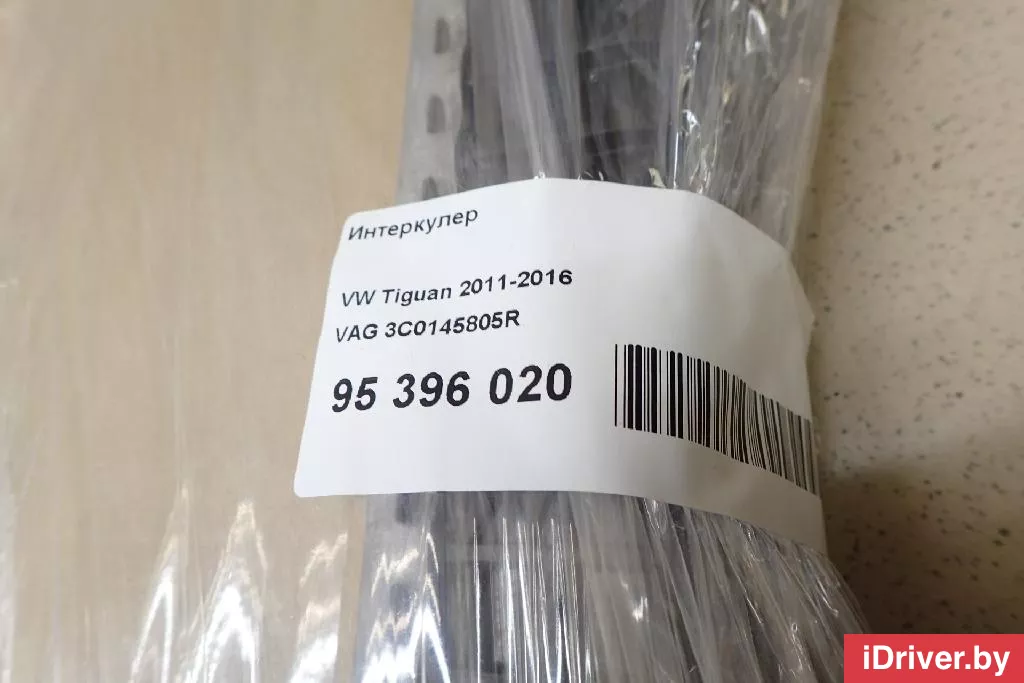 Интеркулер
VW Tiguan 2011-2016
VAG 3C0145805R
95 396 020
iDriver.by